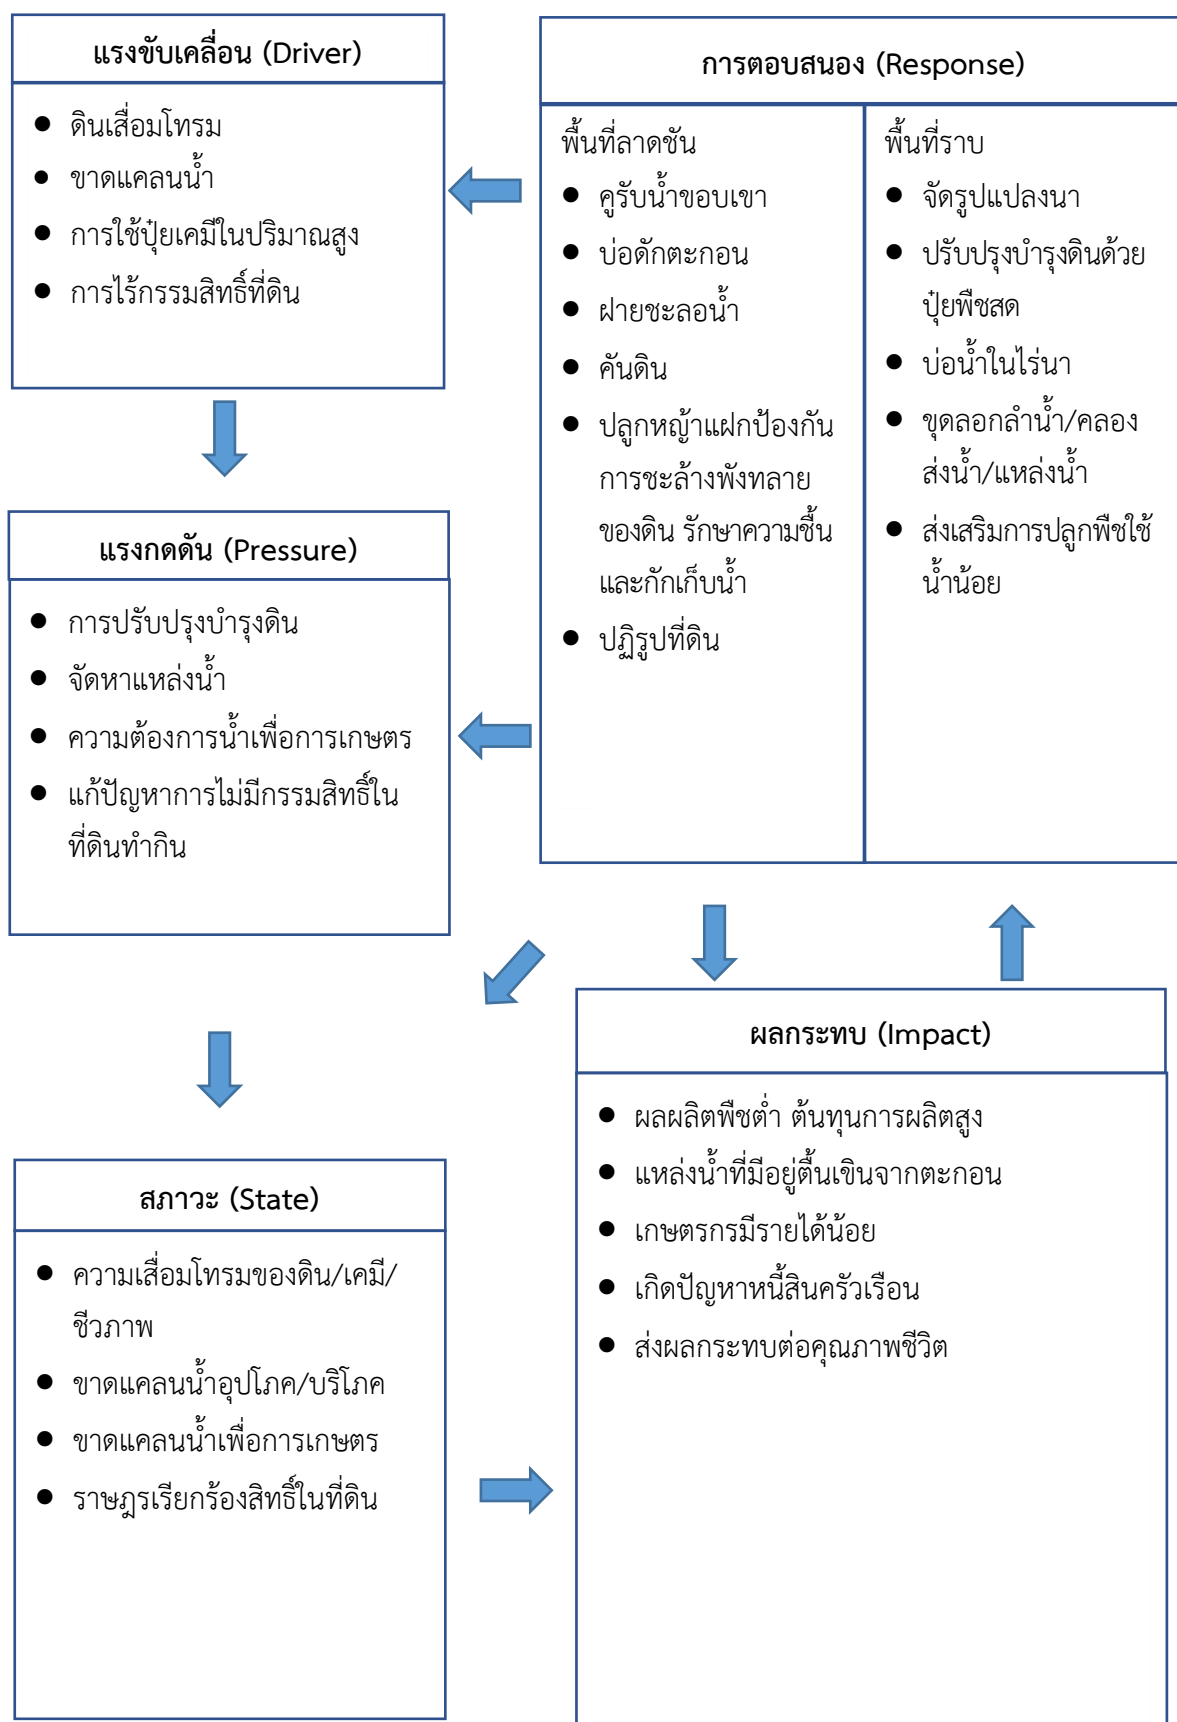 แรงขับเคลื่อน (Driver)
● ดินเสื่อมโทรม
● ขาดแคลนน้ำ
● การใช้ปุ๋ยเคมีในปริมาณสูง
● การไร้กรรมสิทธิ์ที่ดิน
การตอบสนอง (Response)
พื้นที่ลาดชัน
● คูรับน้ำขอบเขา
● บ่อดักตะกอน
● ฝายชะลอน้ำ
● คันดิน
● ปลูกหญ้าแฝกป้องกัน
การชะล้างพังทลาย
ของดิน รักษาความชื้น
และกักเก็บน้ำ
● ปฏิรูปที่ดิน
พื้นที่ราบ
● จัดรูปแปลงนา
● ปรับปรุงบำรุงดินด้วย
ปุ๋ยพืชสด
● บ่อน้ำในไร่นา
● ขุดลอกลำน้ำ/คลอง
ส่งน้ำ/แหล่งน้ำ
● ส่งเสริมการปลูกพืชใช้
น้ำน้อย
แรงกดดัน (Pressure)
● การปรับปรุงบำรุงดิน
● จัดหาแหล่งน้ำ
● ความต้องการน้ำเพื่อการเกษตร
● แก้ปัญหาการไม่มีกรรมสิทธิ์ใน
ที่ดินทำกิน
สภาวะ (State)
● ความเสื่อมโทรมของดิน/เคมี/
ชีวภาพ
● ขาดแคลนน้ำอุปโภค/บริโภค
● ขาดแคลนน้ำเพื่อการเกษตร
● ราษฎรเรียกร้องสิทธิ์ในที่ดิน
ผลกระทบ (Impact)
● ผลผลิตพืชต่ำ ต้นทุนการผลิตสูง
● แหล่งน้ำที่มีอยู่ตื้นเขินจากตะกอน
● เกษตรกรมีรายได้น้อย
● เกิดปัญหาหนี้สินครัวเรือน
● ส่งผลกระทบต่อคุณภาพชีวิต